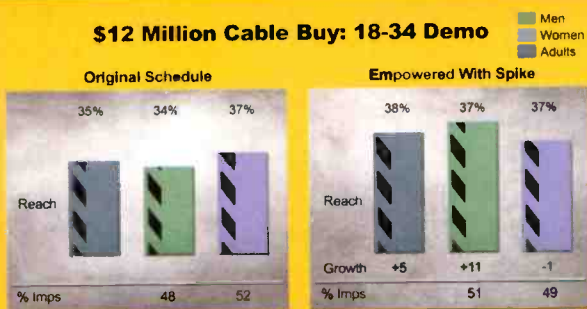 $12 Million Cable Buy: 18-34 Demo
Men
Women
Adults
Original Schedule
35% 34% 37%
Reach
% Imps 48 52
Empowered With Spike
38% 37% 37%
Reach
Growth +5 +11 -1
% Imps 51 49